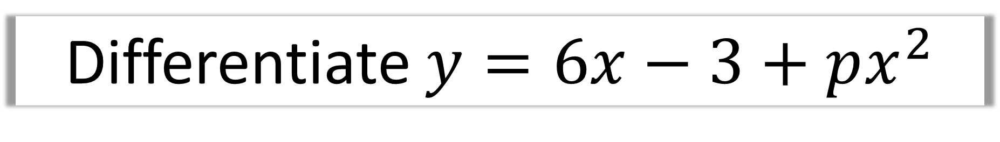 Differentiate y = 6x − 3 + px²